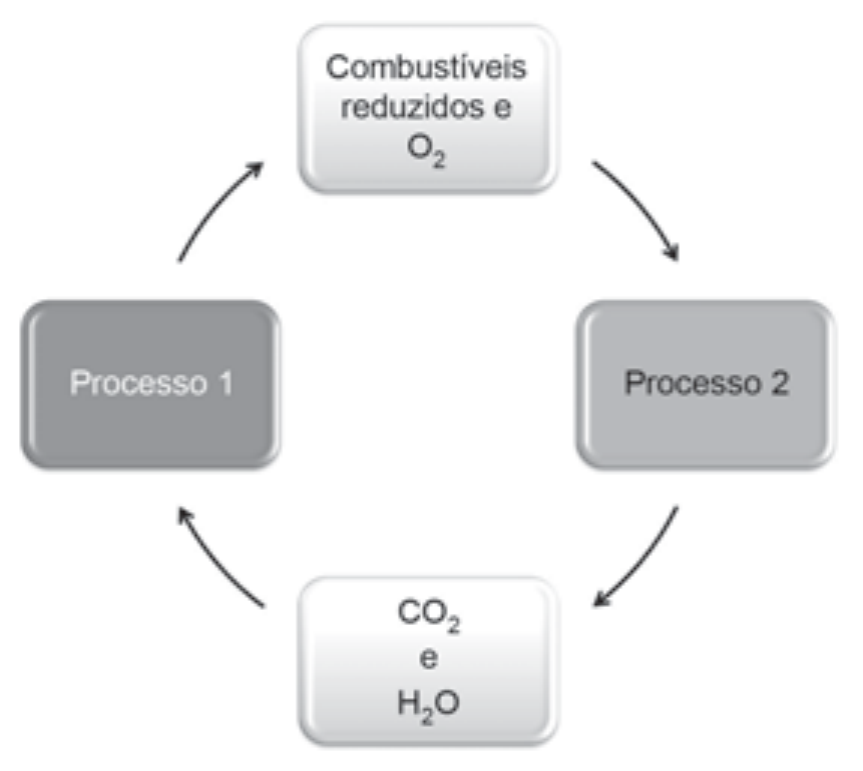 Combustíveis
reduzidos e
O₂
Processo 1
Processo 2
CO₂
e
H₂O